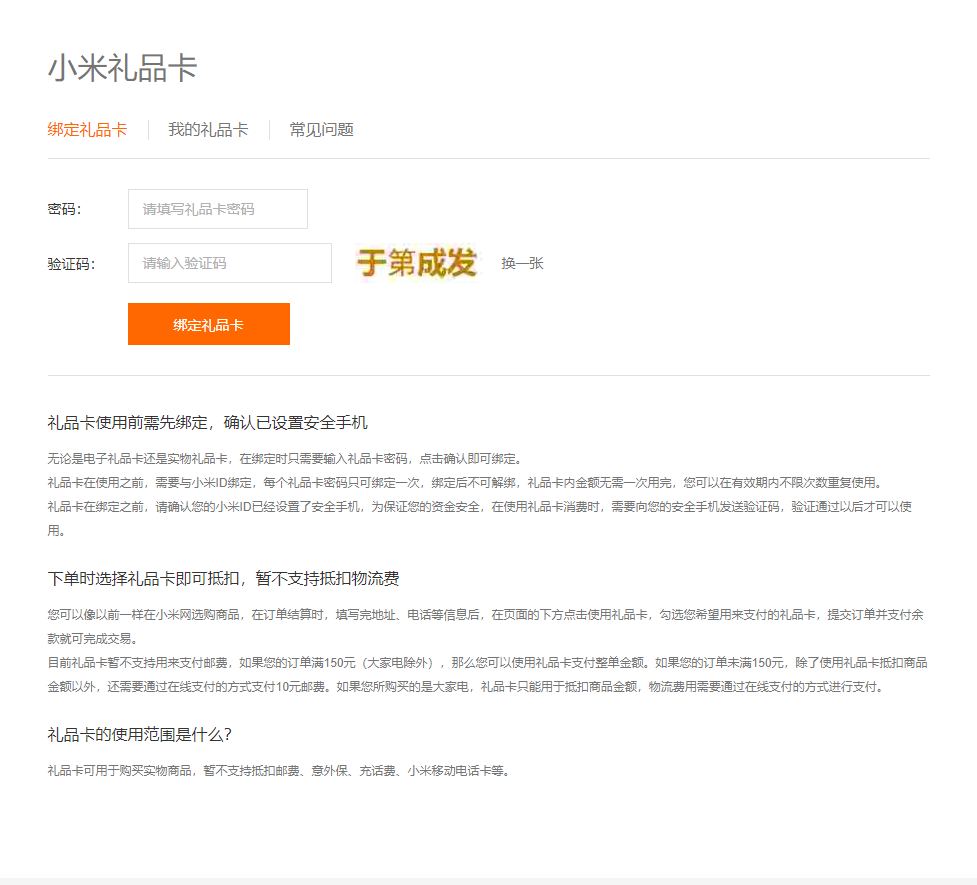 小米礼品卡
绑定礼品卡 我的礼品卡 常见问题
密码： 请填写礼品卡密码
验证码： 请输入验证码 于第成发 换一张
绑定礼品卡
礼品卡使用前需先绑定，确认已设置安全手机
无论是电子礼品卡还是实物礼品卡，在绑定时只需要输入礼品卡密码，点击确认即可绑定。
礼品卡在使用之前，需要与小米ID绑定，每个礼品卡密码只可绑定一次，绑定后不可解绑，礼品卡内金额无需一次用完，您可以在有效期内不限次数重复使用。
礼品卡在绑定之前，请确认您的小米ID已经设置了安全手机，为保证您的资金安全，在使用礼品卡消费时，需要向您的安全手机发送验证码，验证通过以后才可以使
用。
下单时选择礼品卡即可抵扣，暂不支持抵扣物流费
您可以像以前一样在小米网选购商品，在订单结算时，填写完地址、电话等信息后，在页面的下方点击使用礼品卡，勾选您希望用来支付的礼品卡，提交订单并支付余
款就可完成交易。
目前礼品卡暂不支持用来支付邮费，如果您的订单满150元（大家电除外），那么您可以使用礼品卡支付整单金额。如果您的订单未满150元，除了使用礼品卡抵扣商品
金额以外，还需要通过在线支付的方式支付10元邮费。如果您所购买的是大家电，礼品卡只能用于抵扣商品金额，物流费用需要通过在线支付的方式进行支付。
礼品卡的使用范围是什么？
礼品卡可用于购买实物商品，暂不支持抵扣邮费、意外保、充话费、小米移动电话卡等。